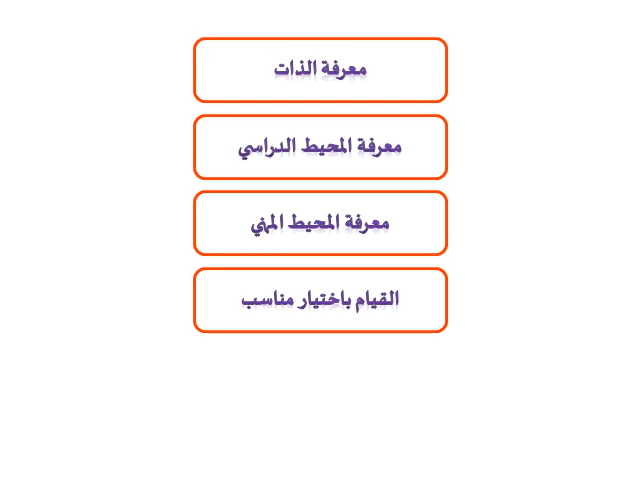 معرفة الذات
معرفة المحيط الدراسي
معرفة المحيط المهني
القيام باختيار مناسب